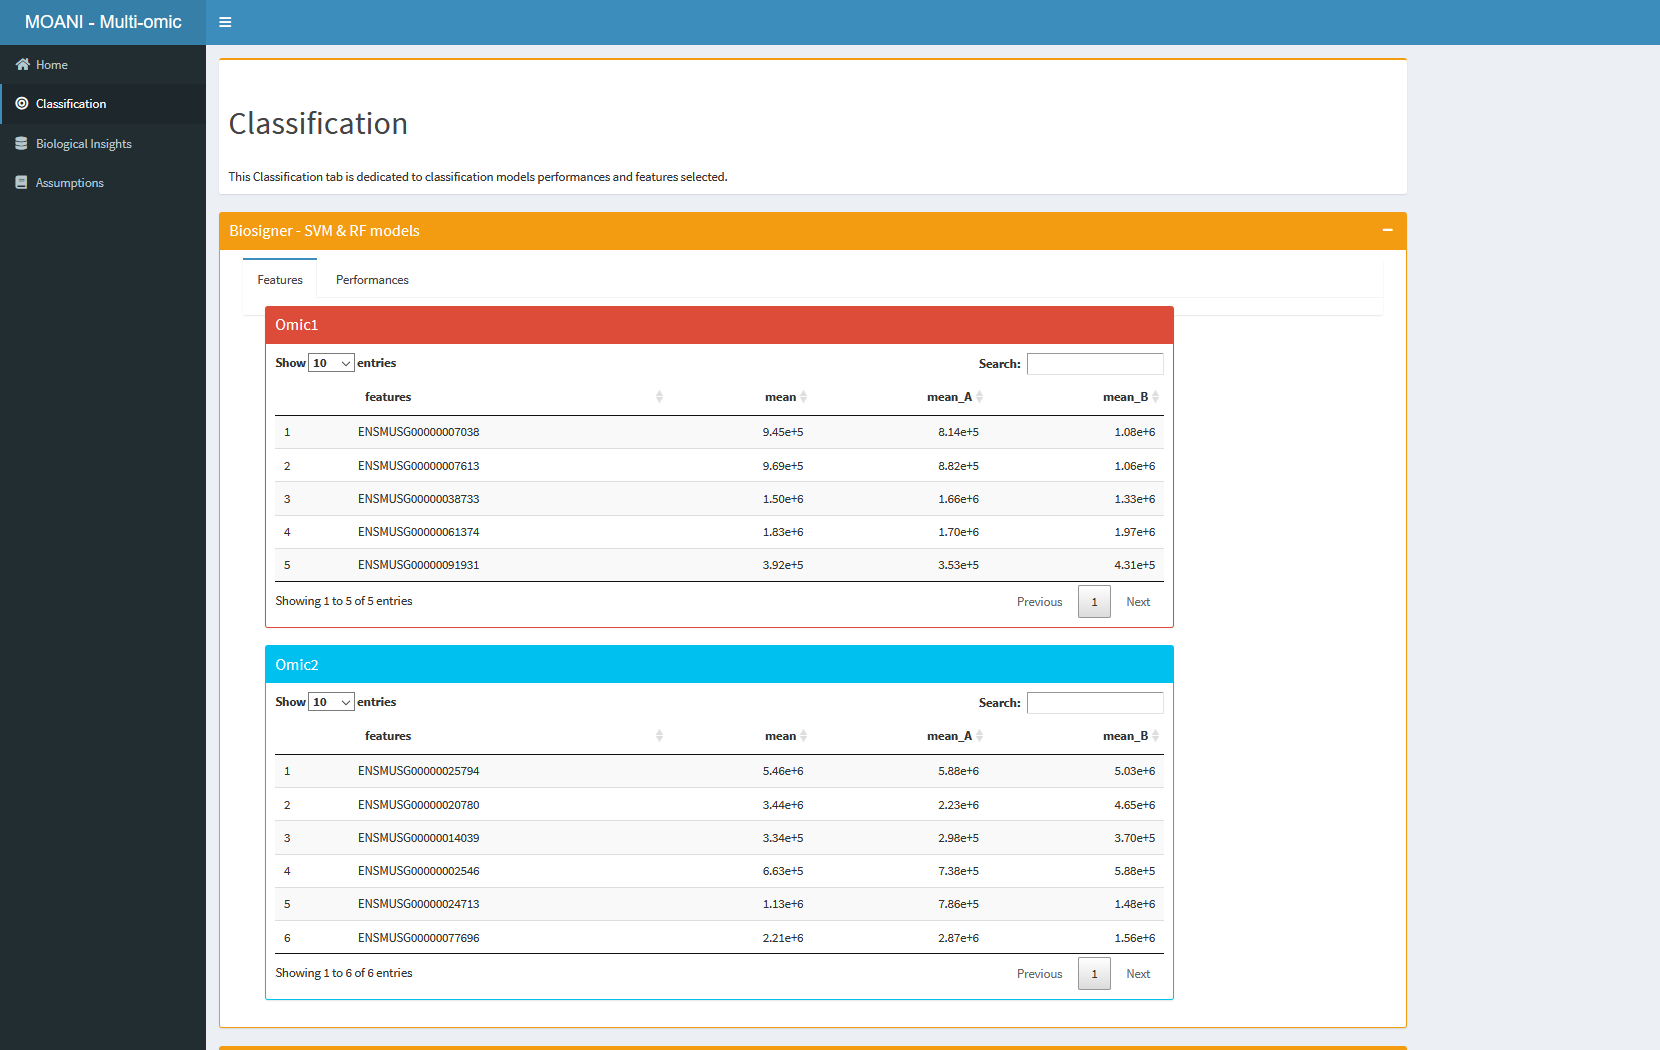 MOANI - Multi-omic
Home
Classification
Biological Insights
Assumptions
Classification
This Classification tab is dedicated to classification models performances and features selected.
Biosigner - SVM & RF models
Features Performances
Omic1
Show 10 entries Search:
features mean mean_A mean_B
1 ENSMUSG00000007038 9.45e+5 8.14e+5 1.08e+6
2 ENSMUSG00000007613 9.69e+5 8.82e+5 1.06e+6
3 ENSMUSG00000038733 1.50e+6 1.66e+6 1.33e+6
4 ENSMUSG00000061374 1.83e+6 1.70e+6 1.97e+6
5 ENSMUSG00000091931 3.92e+5 3.53e+5 4.31e+5
Showing 1 to 5 of 5 entries Previous 1 Next
Omic2
Show 10 entries Search:
features mean mean_A mean_B
1 ENSMUSG00000025794 5.46e+6 5.88e+6 5.03e+6
2 ENSMUSG00000020780 3.44e+6 2.23e+6 4.65e+6
3 ENSMUSG00000014039 3.34e+5 2.98e+5 3.70e+5
4 ENSMUSG00000002546 6.63e+5 7.38e+5 5.88e+5
5 ENSMUSG00000024713 1.13e+6 7.86e+5 1.48e+6
6 ENSMUSG00000077696 2.21e+6 2.87e+6 1.56e+6
Showing 1 to 6 of 6 entries Previous 1 Next